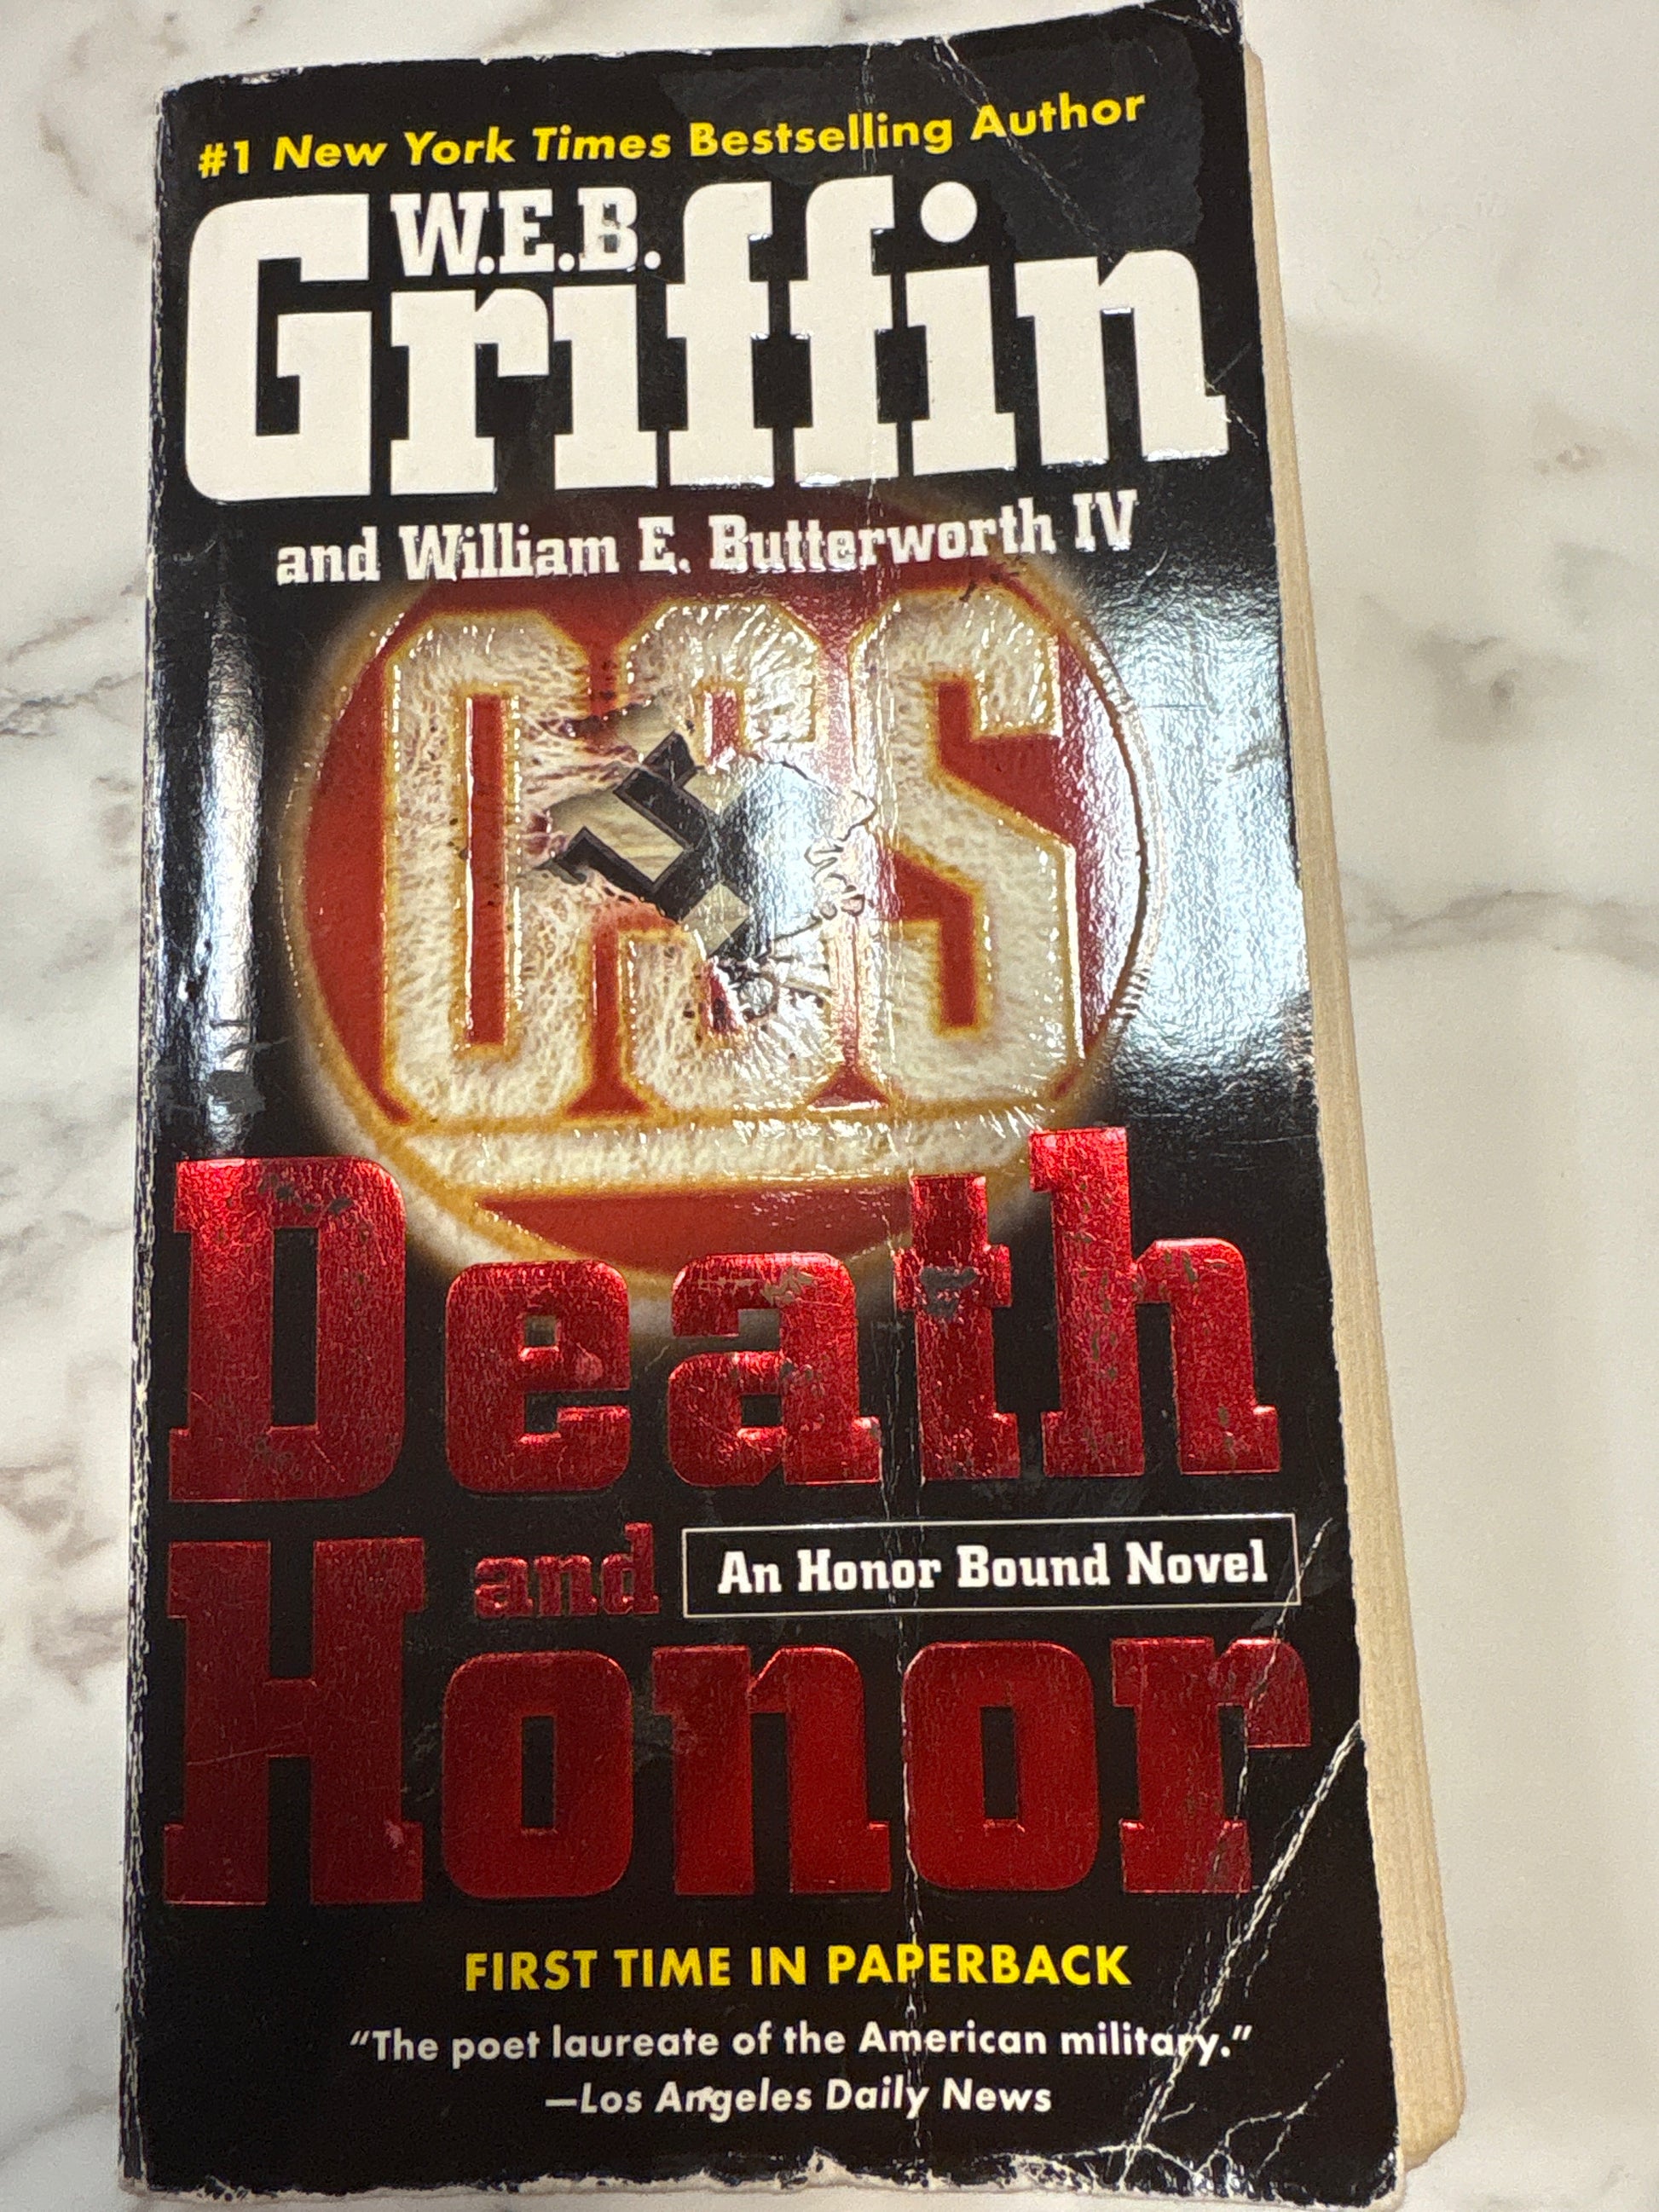 #1 New York Times Bestselling Author
W.E.B.
Griffin
and William E. Butterworth IV
OSS
Death
and
An Honor Bound Novel
Honor
FIRST TIME IN PAPERBACK
“The poet laureate of the American military.”
—Los Angeles Daily News